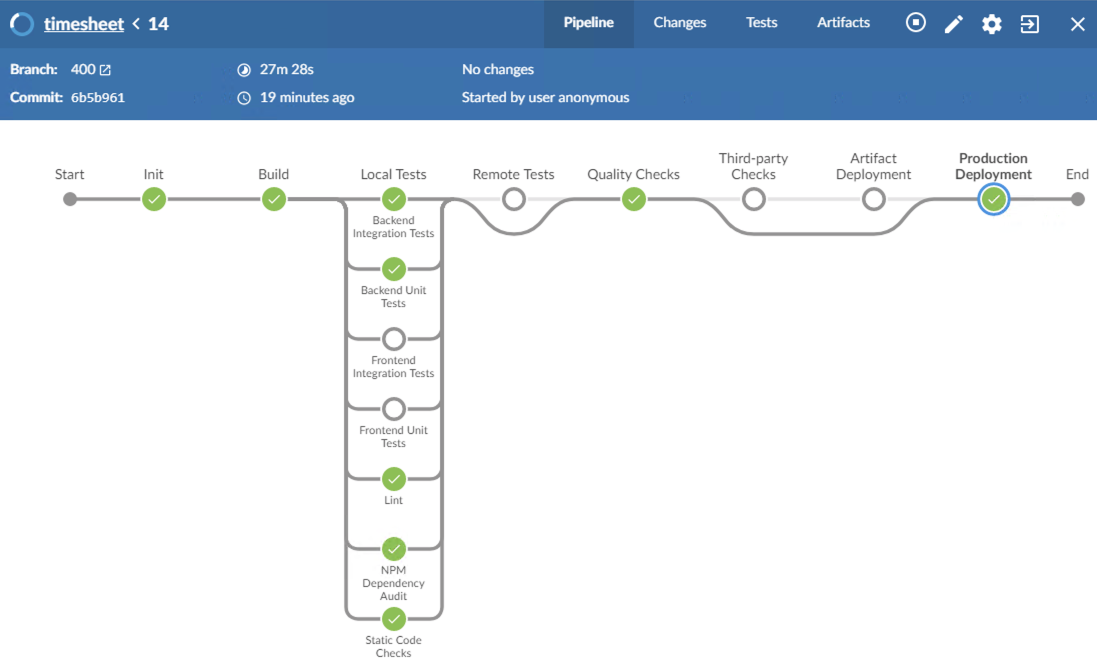 timesheet < 14
Pipeline
Changes
Tests
Artifacts
Branch: 400
27m 28s
No changes
Commit: 6b5b961
19 minutes ago
Started by user anonymous
Start
Init
Build
Local Tests
Remote Tests
Quality Checks
Third-party
Checks
Artifact
Deployment
Production
Deployment
End
Backend
Integration Tests
Backend Unit
Tests
Frontend
Integration Tests
Frontend Unit
Tests
Lint
NPM
Dependency
Audit
Static Code
Checks